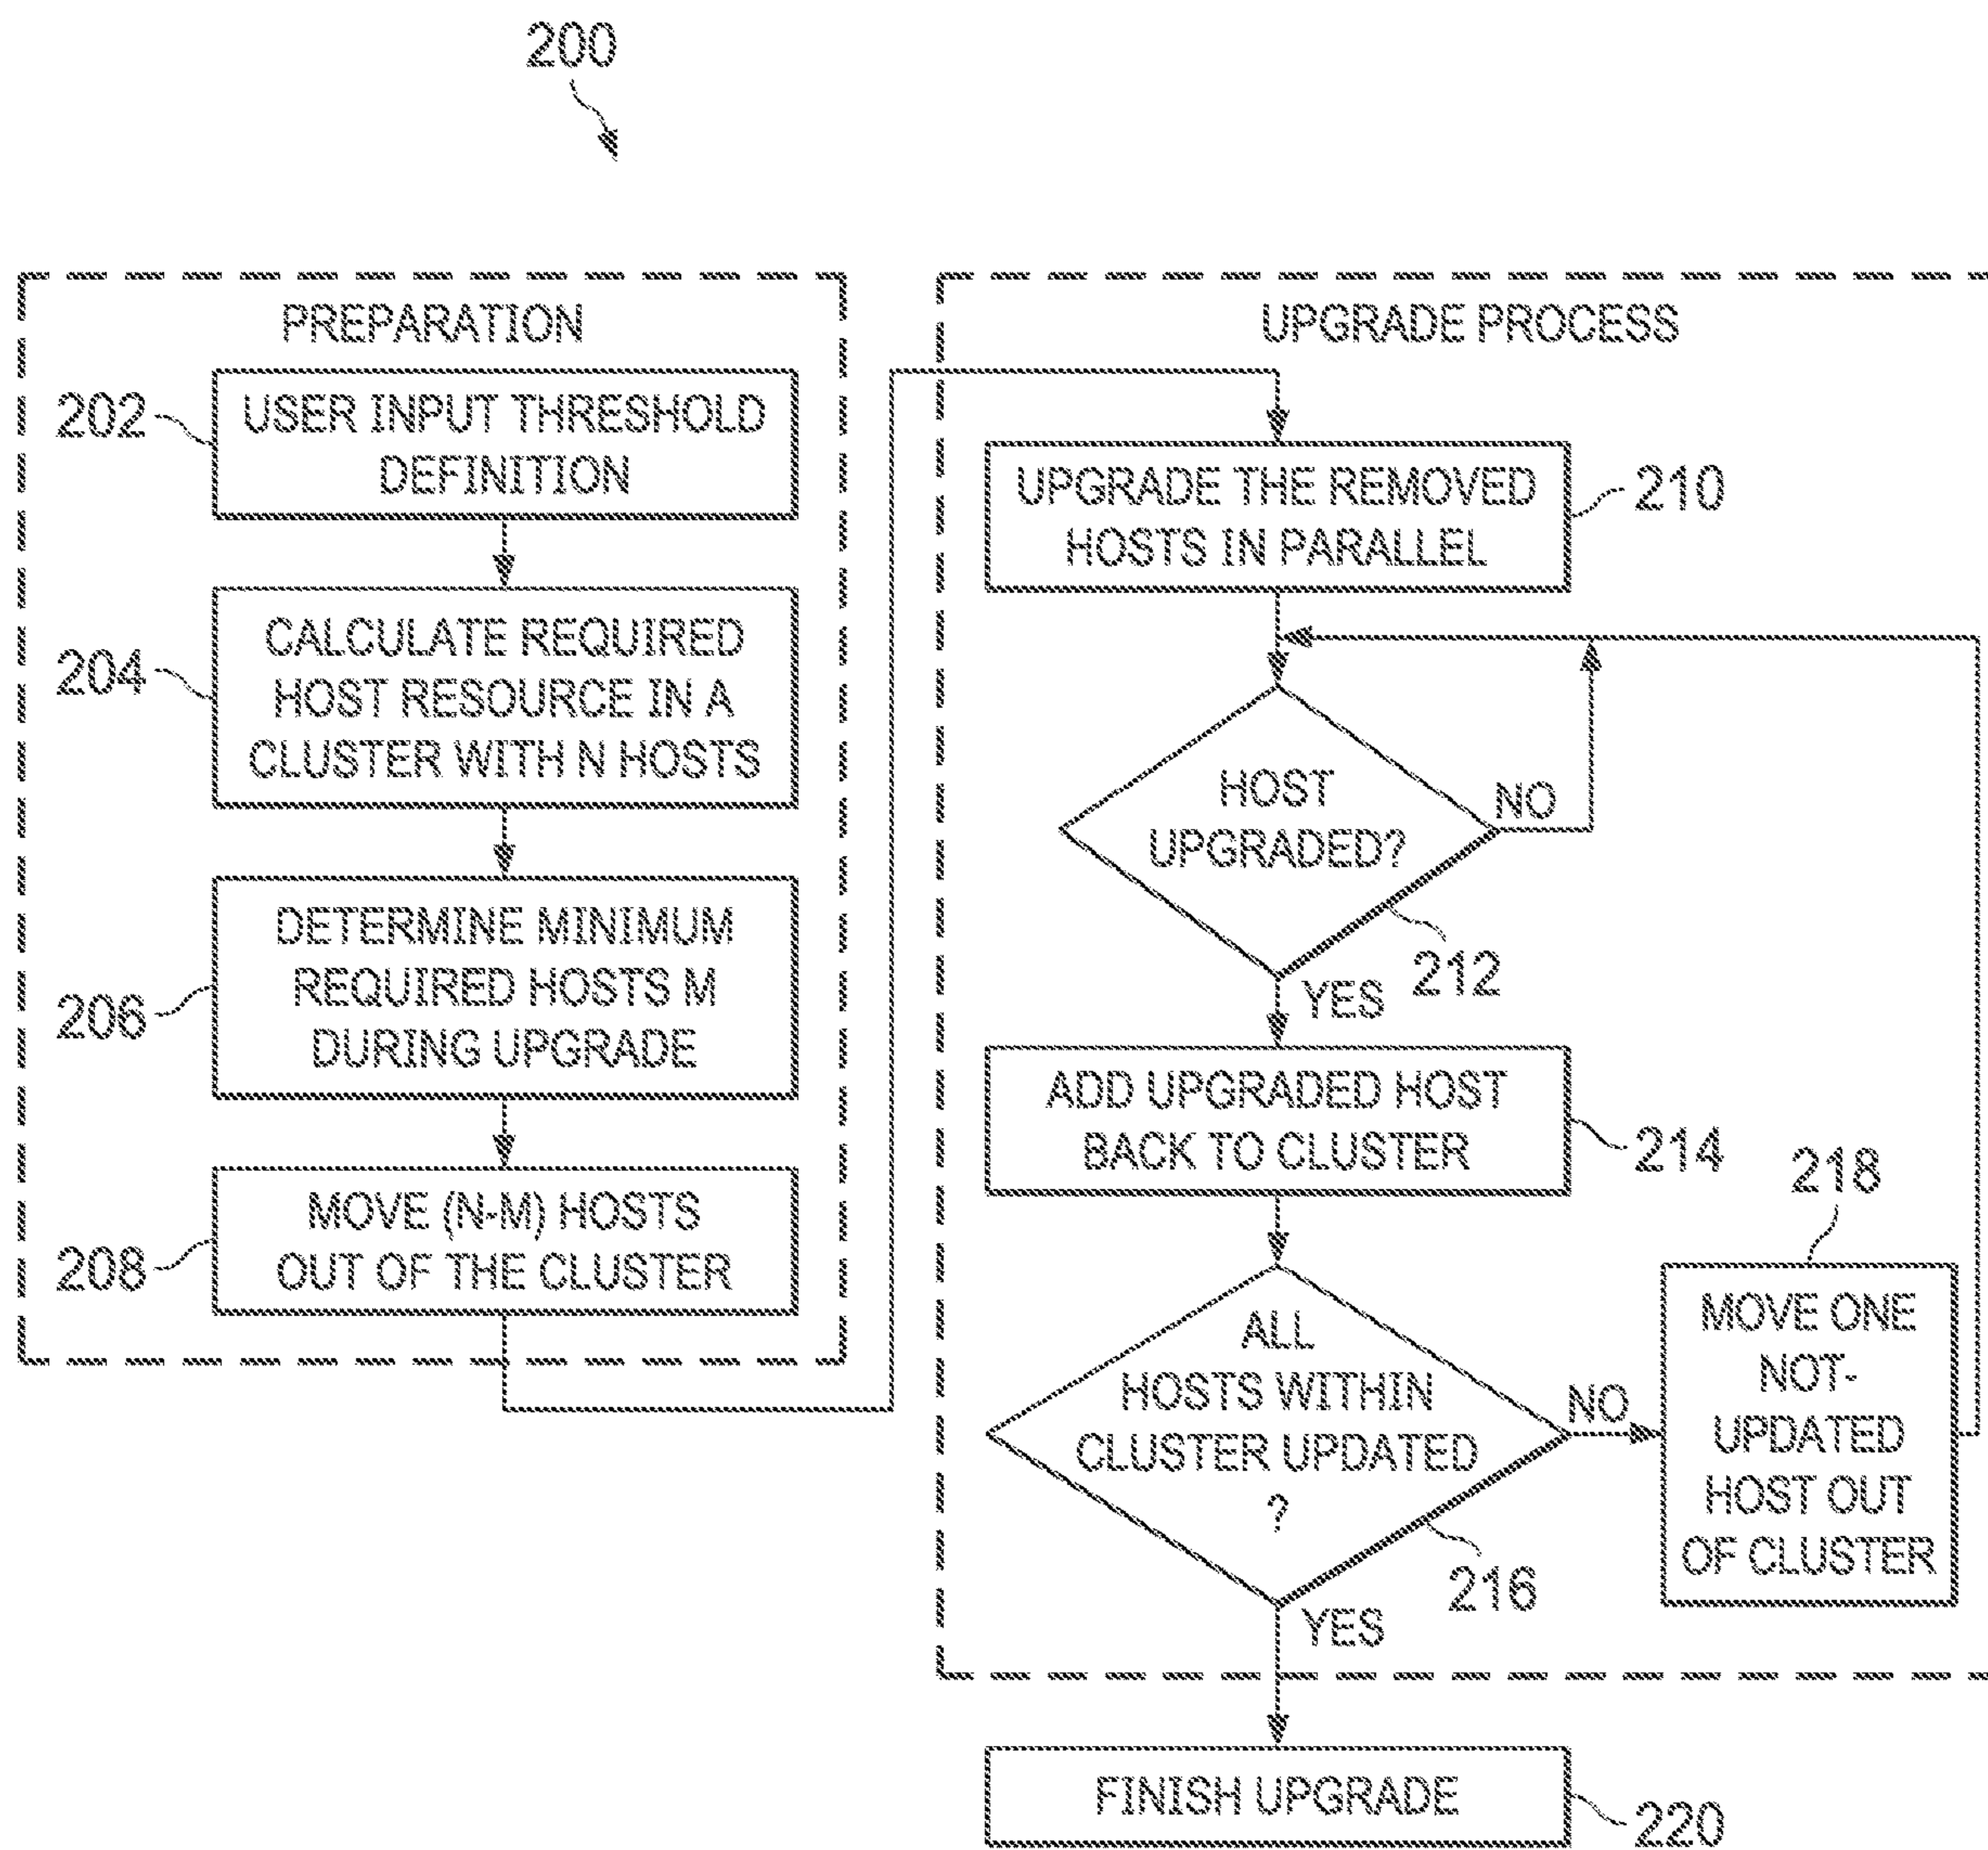 200
PREPARATION
202
USER INPUT THRESHOLD
DEFINITION
204
CALCULATE REQUIRED
HOST RESOURCE IN A
CLUSTER WITH N HOSTS
206
DETERMINE MINIMUM
REQUIRED HOSTS M
DURING UPGRADE
208
MOVE (N-M) HOSTS
OUT OF THE CLUSTER
UPGRADE PROCESS
UPGRADE THE REMOVED
HOSTS IN PARALLEL
210
HOST
UPGRADED?
NO
212
YES
ADD UPGRADED HOST
BACK TO CLUSTER
214
ALL
HOSTS WITHIN
CLUSTER UPDATED
?
NO
216
YES
218
MOVE ONE
NOT-
UPDATED
HOST OUT
OF CLUSTER
FINISH UPGRADE
220